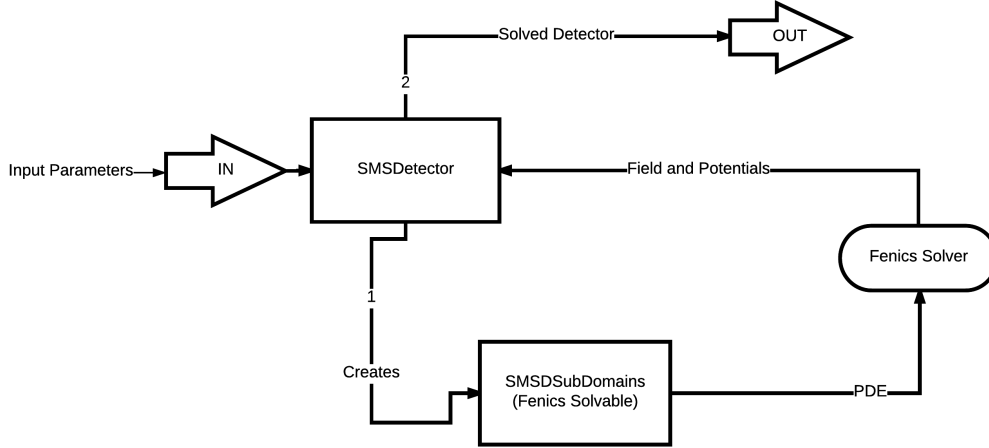 Solved Detector
OUT
2
Input Parameters
IN
SMSDetector
Field and Potentials
Fenics Solver
1
Creates
SMSDSubDomains
(Fenics Solvable)
PDE